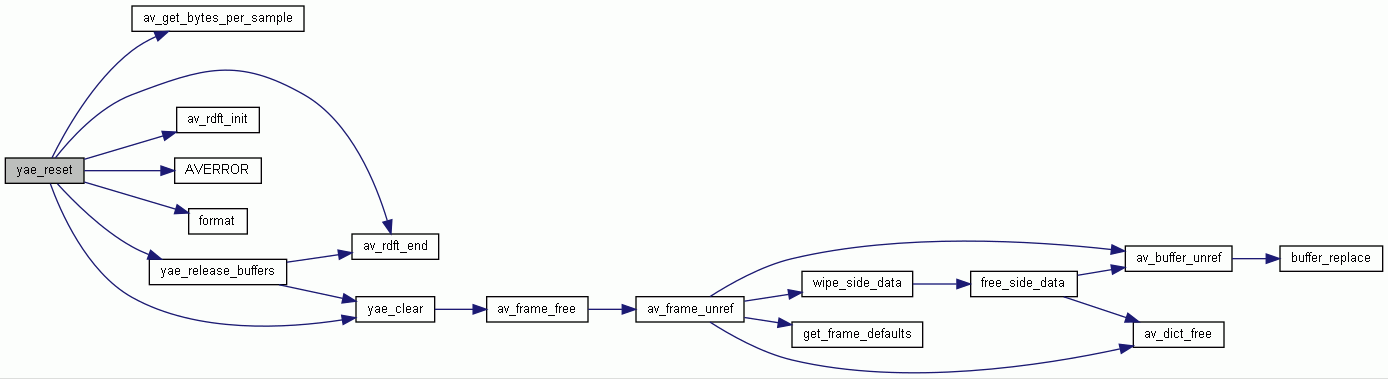 av_get_bytes_per_sample
av_rdft_init
yae_reset
AVERROR
format
av_rdft_end
yae_release_buffers
av_buffer_unref
buffer_replace
wipe_side_data
free_side_data
yae_clear
av_frame_free
av_frame_unref
get_frame_defaults
av_dict_free